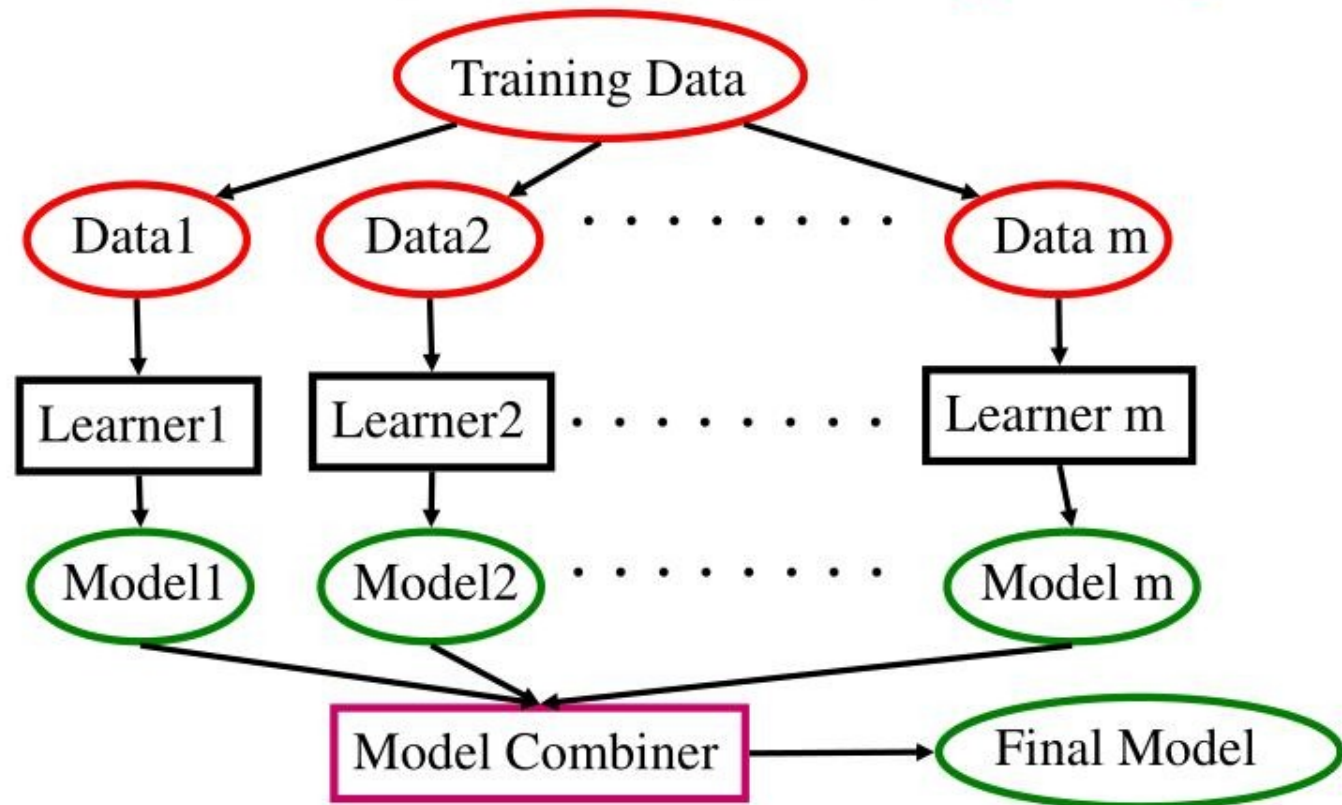 Training Data
Data1 Data2 . . . . . . . . Data m
Learner1 Learner2 . . . . . . . . Learner m
Model1 Model2 . . . . . . . . Model m
Model Combiner Final Model